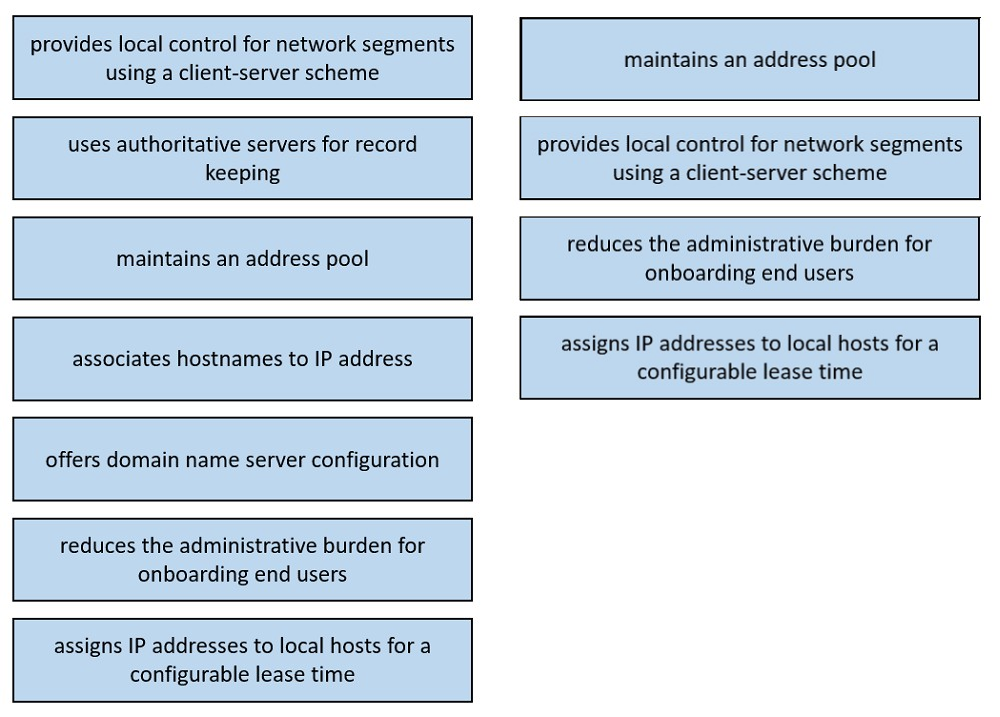 provides local control for network segments
using a client-server scheme
uses authoritative servers for record
keeping
maintains an address pool
associates hostnames to IP address
offers domain name server configuration
reduces the administrative burden for
onboarding end users
assigns IP addresses to local hosts for a
configurable lease time
maintains an address pool
provides local control for network segments
using a client-server scheme
reduces the administrative burden for
onboarding end users
assigns IP addresses to local hosts for a
configurable lease time